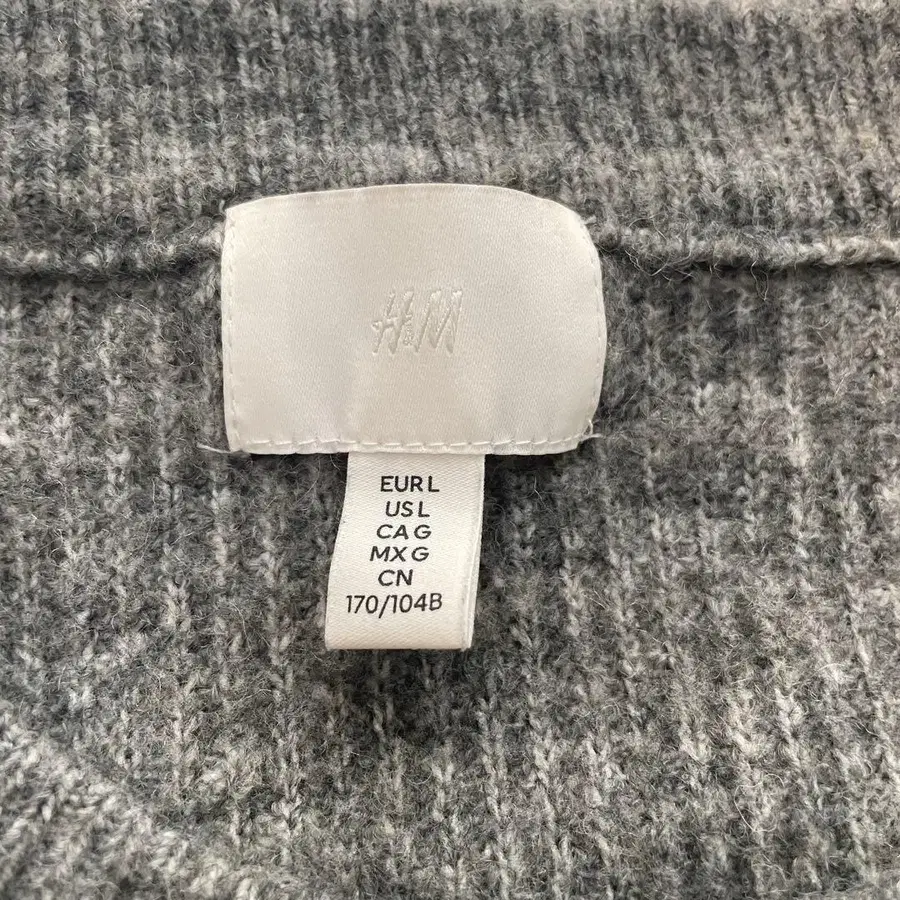 H&M
EUR L
US L
CA G
MX G
CN
170/104B